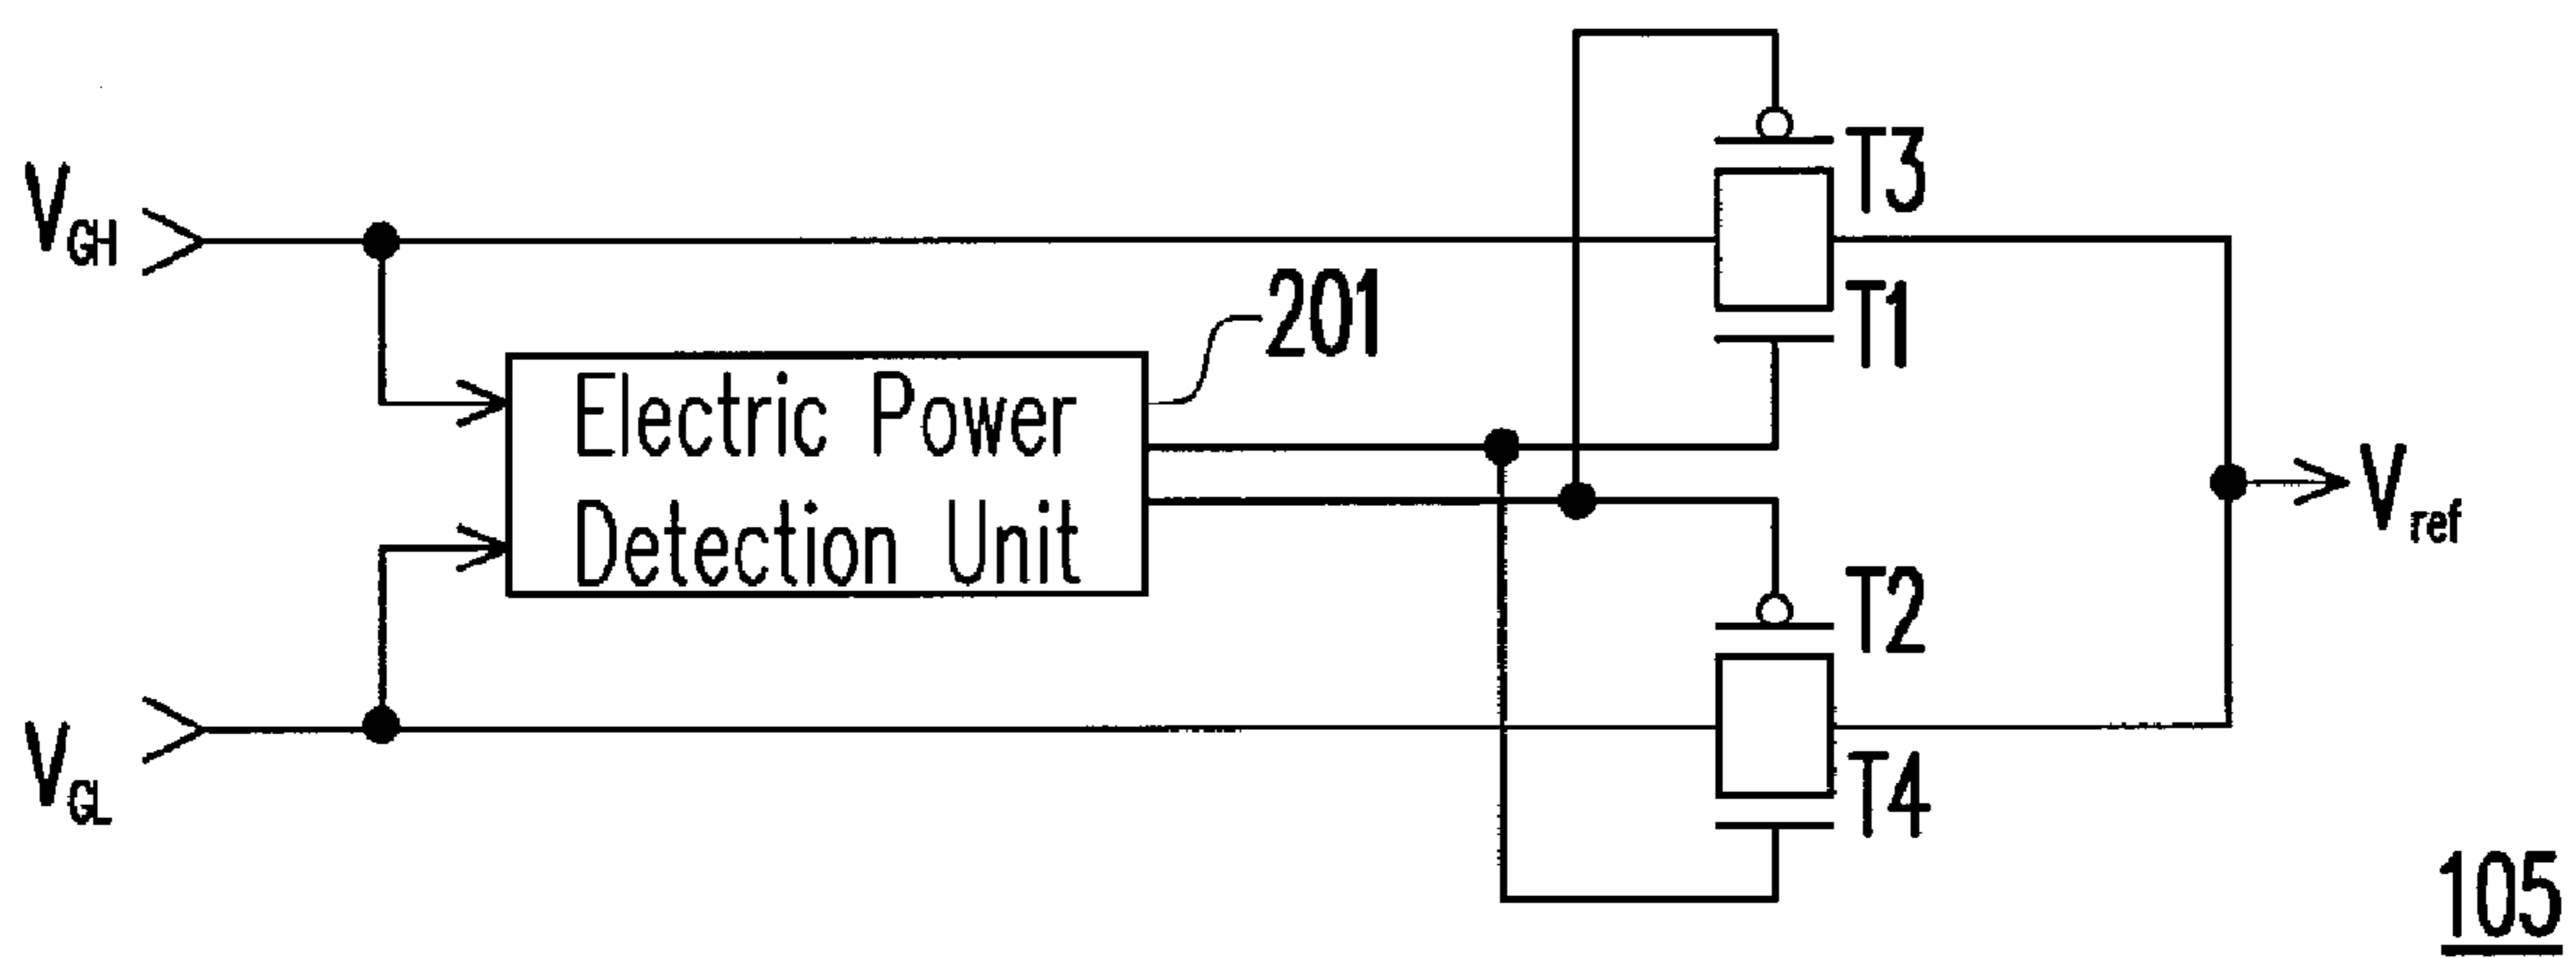 V_GH
T3
201
T1
Electric Power
Detection Unit
V_ref
T2
V_GL
T4
105